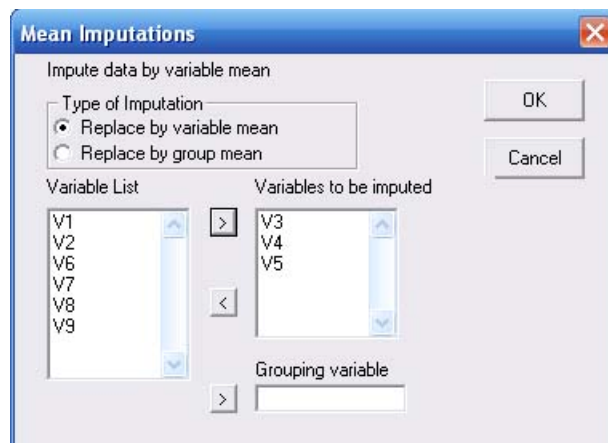 Mean Imputations
Impute data by variable mean
Type of Imputation
Replace by variable mean
Replace by group mean
OK
Cancel
Variable List
V1
V2
V6
V7
V8
V9
>
<
>
Variables to be imputed
V3
V4
V5
Grouping variable